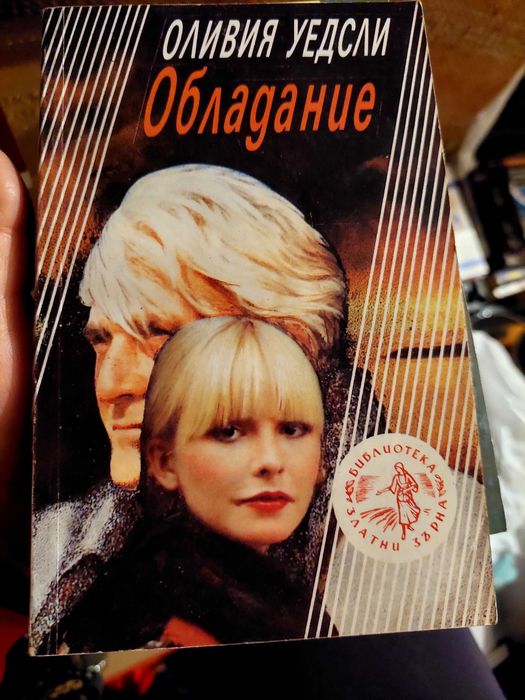 ОЛИВИЯ УЕДСЛИ
Обладание
БИБЛИОТЕКА
ЗЛАТНИ ЗЪРНА